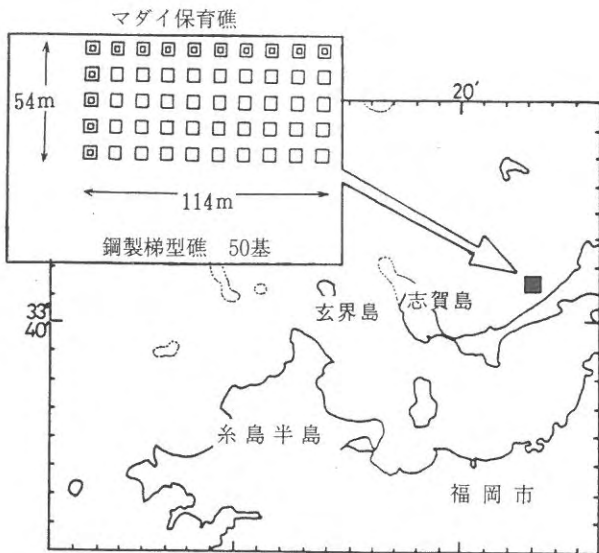 マダイ保育礁
54m
114m
鋼製梯型礁 50基
20′
33°
40′
玄界島
志賀島
糸島半島
福岡市